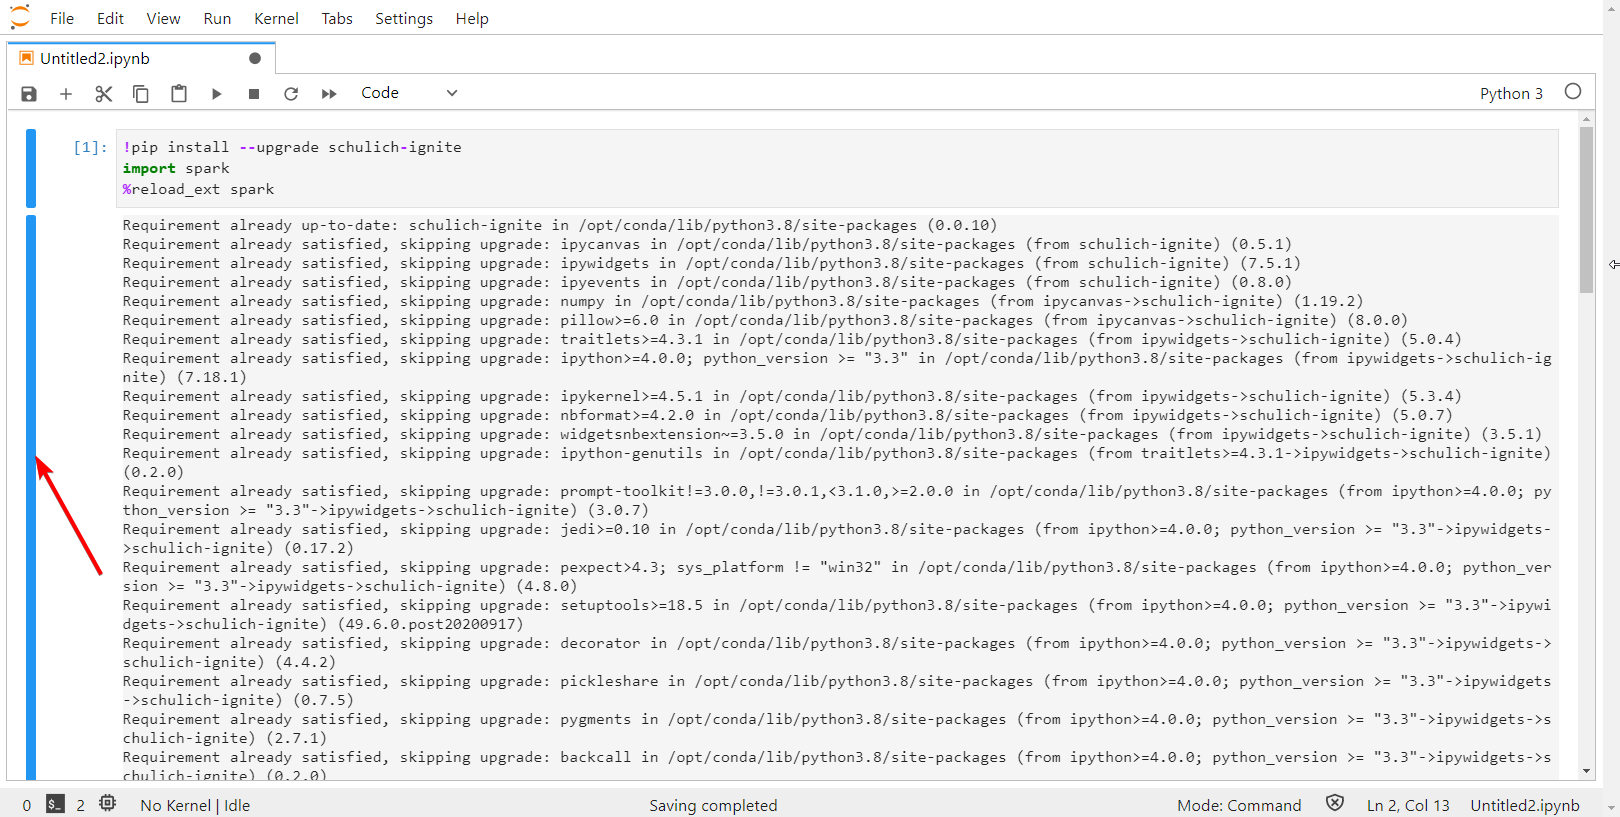 File Edit View Run Kernel Tabs Settings Help
Untitled2.ipynb
Code
Python 3
[1]: !pip install --upgrade schulich-ignite
import spark
%reload_ext spark
Requirement already up-to-date: schulich-ignite in /opt/conda/lib/python3.8/site-packages (0.0.10)
Requirement already satisfied, skipping upgrade: ipycanvas in /opt/conda/lib/python3.8/site-packages (from schulich-ignite) (0.5.1)
Requirement already satisfied, skipping upgrade: ipywidgets in /opt/conda/lib/python3.8/site-packages (from schulich-ignite) (7.5.1)
Requirement already satisfied, skipping upgrade: ipyevents in /opt/conda/lib/python3.8/site-packages (from schulich-ignite) (0.8.0)
Requirement already satisfied, skipping upgrade: numpy in /opt/conda/lib/python3.8/site-packages (from ipycanvas->schulich-ignite) (1.19.2)
Requirement already satisfied, skipping upgrade: pillow>=6.0 in /opt/conda/lib/python3.8/site-packages (from ipycanvas->schulich-ignite) (8.0.0)
Requirement already satisfied, skipping upgrade: traitlets>=4.3.1 in /opt/conda/lib/python3.8/site-packages (from ipywidgets->schulich-ignite) (5.0.4)
Requirement already satisfied, skipping upgrade: ipython>=4.0.0; python_version >= "3.3" in /opt/conda/lib/python3.8/site-packages (from ipywidgets->schulich-ig
nite) (7.18.1)
Requirement already satisfied, skipping upgrade: ipykernel>=4.5.1 in /opt/conda/lib/python3.8/site-packages (from ipywidgets->schulich-ignite) (5.3.4)
Requirement already satisfied, skipping upgrade: nbformat>=4.2.0 in /opt/conda/lib/python3.8/site-packages (from ipywidgets->schulich-ignite) (5.0.7)
Requirement already satisfied, skipping upgrade: widgetsnbextension~=3.5.0 in /opt/conda/lib/python3.8/site-packages (from ipywidgets->schulich-ignite) (3.5.1)
Requirement already satisfied, skipping upgrade: ipython-genutils in /opt/conda/lib/python3.8/site-packages (from traitlets>=4.3.1->ipywidgets->schulich-ignite)
(0.2.0)
Requirement already satisfied, skipping upgrade: prompt-toolkit!=3.0.0,!=3.0.1,<3.1.0,>=2.0.0 in /opt/conda/lib/python3.8/site-packages (from ipython>=4.0.0; py
thon_version >= "3.3"->ipywidgets->schulich-ignite) (3.0.7)
Requirement already satisfied, skipping upgrade: jedi>=0.10 in /opt/conda/lib/python3.8/site-packages (from ipython>=4.0.0; python_version >= "3.3"->ipywidgets-
>schulich-ignite) (0.17.2)
Requirement already satisfied, skipping upgrade: pexpect>4.3; sys_platform != "win32" in /opt/conda/lib/python3.8/site-packages (from ipython>=4.0.0; python_ver
sion >= "3.3"->ipywidgets->schulich-ignite) (4.8.0)
Requirement already satisfied, skipping upgrade: setuptools>=18.5 in /opt/conda/lib/python3.8/site-packages (from ipython>=4.0.0; python_version >= "3.3"->ipywi
dgets->schulich-ignite) (49.6.0.post20200917)
Requirement already satisfied, skipping upgrade: decorator in /opt/conda/lib/python3.8/site-packages (from ipython>=4.0.0; python_version >= "3.3"->ipywidgets->
schulich-ignite) (4.4.2)
Requirement already satisfied, skipping upgrade: pickleshare in /opt/conda/lib/python3.8/site-packages (from ipython>=4.0.0; python_version >= "3.3"->ipywidgets
->schulich-ignite) (0.7.5)
Requirement already satisfied, skipping upgrade: pygments in /opt/conda/lib/python3.8/site-packages (from ipython>=4.0.0; python_version >= "3.3"->ipywidgets->s
chulich-ignite) (2.7.1)
Requirement already satisfied, skipping upgrade: backcall in /opt/conda/lib/python3.8/site-packages (from ipython>=4.0.0; python_version >= "3.3"->ipywidgets->s
chulich-ignite) (0.2.0)
0 $_ 2 No Kernel | Idle Saving completed Mode: Command Ln 2, Col 13 Untitled2.ipynb